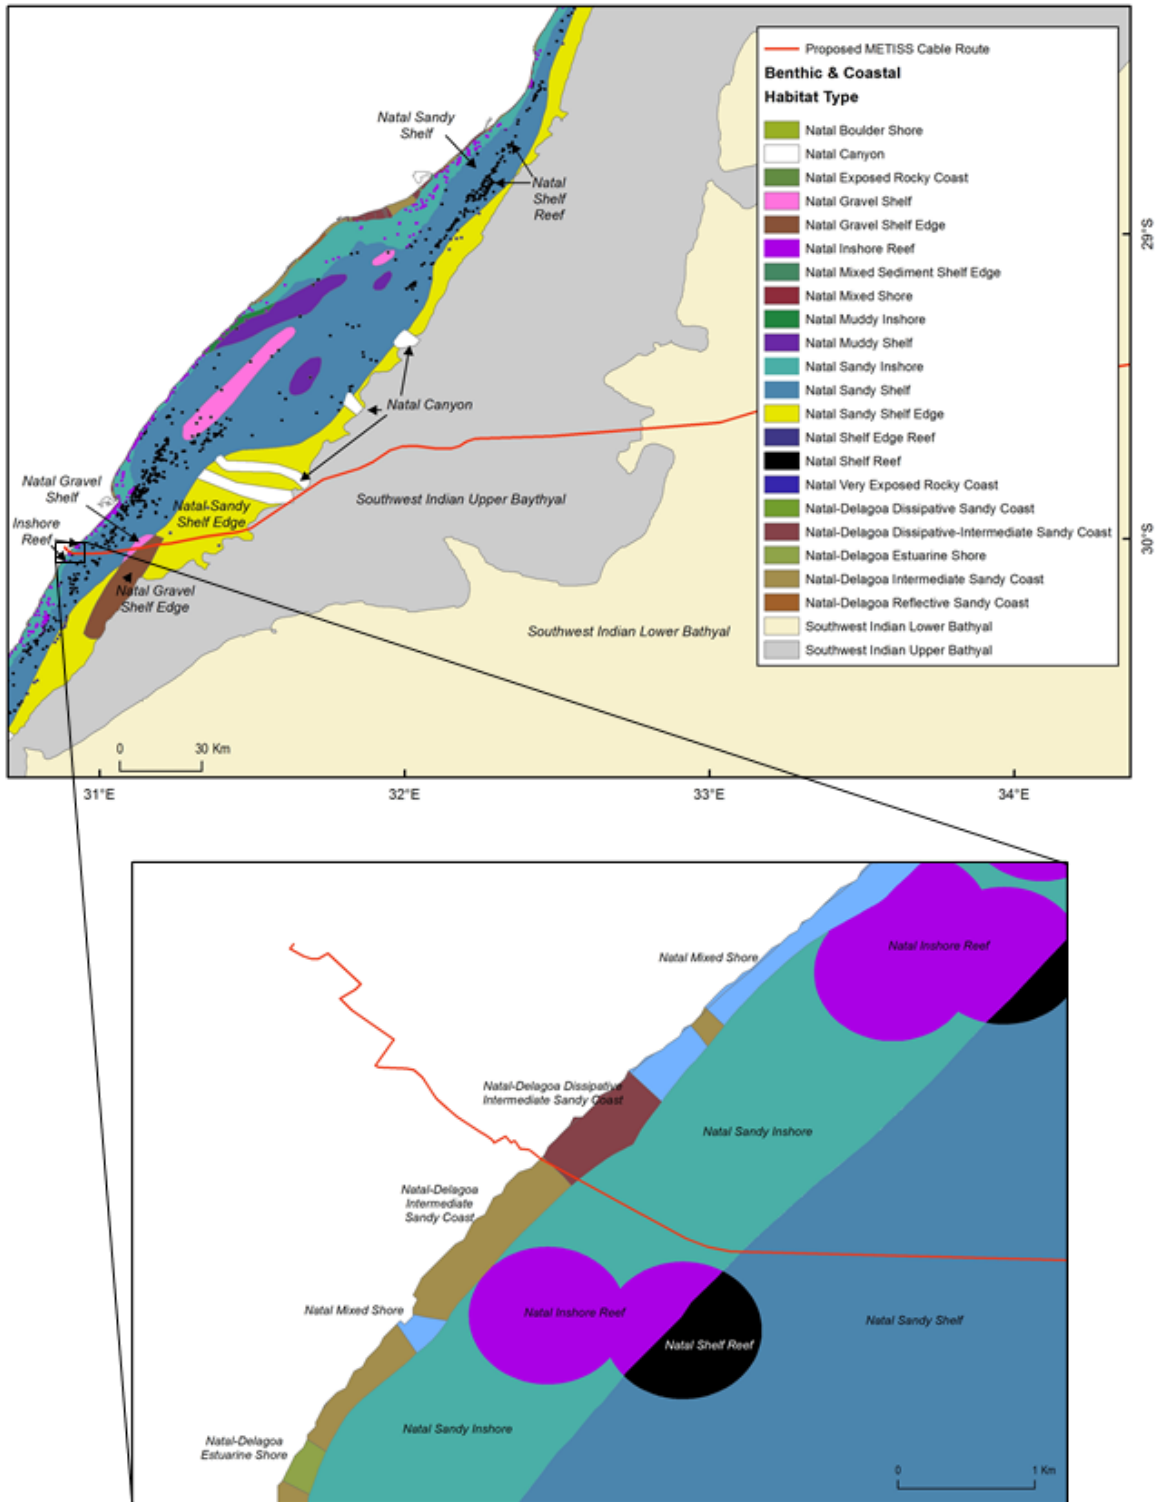 Proposed METISS Cable Route
Benthic & Coastal
Habitat Type
Natal Boulder Shore
Natal Canyon
Natal Exposed Rocky Coast
Natal Gravel Shelf
Natal Gravel Shelf Edge
Natal Inshore Reef
Natal Mixed Sediment Shelf Edge
Natal Mixed Shore
Natal Muddy Inshore
Natal Muddy Shelf
Natal Sandy Inshore
Natal Sandy Shelf
Natal Sandy Shelf Edge
Natal Shelf Edge Reef
Natal Shelf Reef
Natal Very Exposed Rocky Coast
Natal-Delagoa Dissipative Sandy Coast
Natal-Delagoa Dissipative-Intermediate Sandy Coast
Natal-Delagoa Estuarine Shore
Natal-Delagoa Intermediate Sandy Coast
Natal-Delagoa Reflective Sandy Coast
Southwest Indian Lower Bathyal
Southwest Indian Upper Bathyal
Natal Sandy
Shelf
Natal
Shelf
Reef
29°S
Natal Canyon
Natal Gravel
Shelf
Southwest Indian Upper Baythyal
Natal-Sandy
Shelf Edge
Inshore
Reef
30°S
Natal Gravel
Shelf Edge
Southwest Indian Lower Bathyal
0 30 Km
31°E 32°E 33°E 34°E
Natal Inshore Reef
Natal Mixed Shore
Natal-Delagoa Dissipative
Intermediate Sandy Coast
Natal Sandy Inshore
Natal-Delagoa
Intermediate
Sandy Coast
Natal Mixed Shore
Natal Inshore Reef
Natal Sandy Shelf
Natal Shelf Reef
Natal Sandy Inshore
Natal-Delagoa
Estuarine Shore
0 1 Km